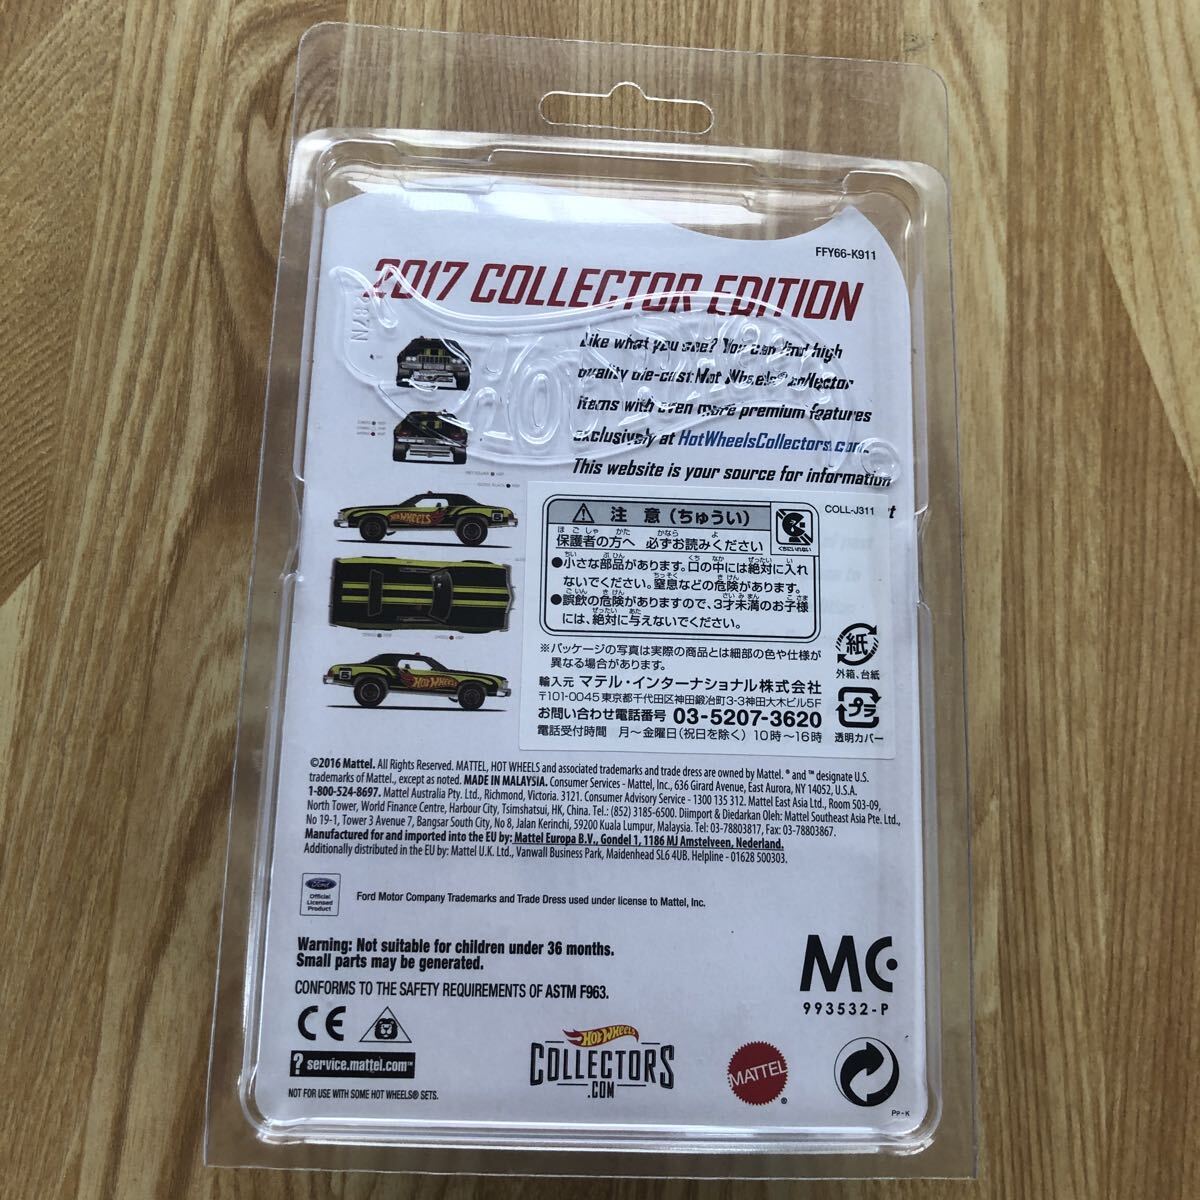 FFY66-K911
2017 COLLECTOR EDITION
Like what you see? You can find high
quality die-cast Hot Wheels® collector
items with even more premium features
exclusively at HotWheelsCollectors.com.
This website is your source for information
COLL-J311
注 意 (ちゅうい)
保護者の方へ 必ずお読みください
くちにいれない
●小さな部品があります。口の中には絶対に入れ
ないでください。窒息などの危険があります。
●誤飲の危険がありますので、3才未満のお子様
には、絶対に与えないでください。
※パッケージの写真は実際の商品とは細部の色や仕様が
異なる場合があります。
輸入元 マテル・インターナショナル株式会社
〒101-0045 東京都千代田区神田鍛冶町3-3神田大木ビル5F
お問い合わせ電話番号 03-5207-3620
電話受付時間 月〜金曜日(祝日を除く) 10時〜16時
紙
外箱、台紙
プラ
透明カバー
HOT WHEELS
5
5
HOT WHEELS
©2016 Mattel. All Rights Reserved. MATTEL, HOT WHEELS and associated trademarks and trade dress are owned by Mattel. ® and ™ designate U.S.
trademarks of Mattel., except as noted. MADE IN MALAYSIA. Consumer Services - Mattel, Inc., 636 Girard Avenue, East Aurora, NY 14052, U.S.A.
1-800-524-8697. Mattel Australia Pty. Ltd., Richmond, Victoria. 3121. Consumer Advisory Service - 1300 135 312. Mattel East Asia Ltd., Room 503-09,
North Tower, World Finance Centre, Harbour City, Tsimshatsui, HK, China. Tel.: (852) 3185-6500. Diimport & Diedarkan Oleh: Mattel Southeast Asia Pte. Ltd.,
No 19-1, Tower 3 Avenue 7, Bangsar South City, No 8, Jalan Kerinchi, 59200 Kuala Lumpur, Malaysia. Tel: 03-78803817, Fax: 03-78803867.
Manufactured for and imported into the EU by: Mattel Europa B.V., Gondel 1, 1186 MJ Amstelveen, Nederland.
Additionally distributed in the EU by: Mattel U.K. Ltd., Vanwall Business Park, Maidenhead SL6 4UB. Helpline - 01628 500303.
Ford
Official
Licensed
Product
Ford Motor Company Trademarks and Trade Dress used under license to Mattel, Inc.
Warning: Not suitable for children under 36 months.
Small parts may be generated.
CONFORMS TO THE SAFETY REQUIREMENTS OF ASTM F963.
MC
993532-P
CE
? service.mattel.com™
NOT FOR USE WITH SOME HOT WHEELS® SETS.
HOT WHEELS
COLLECTORS
.COM
MATTEL
®
PP-K